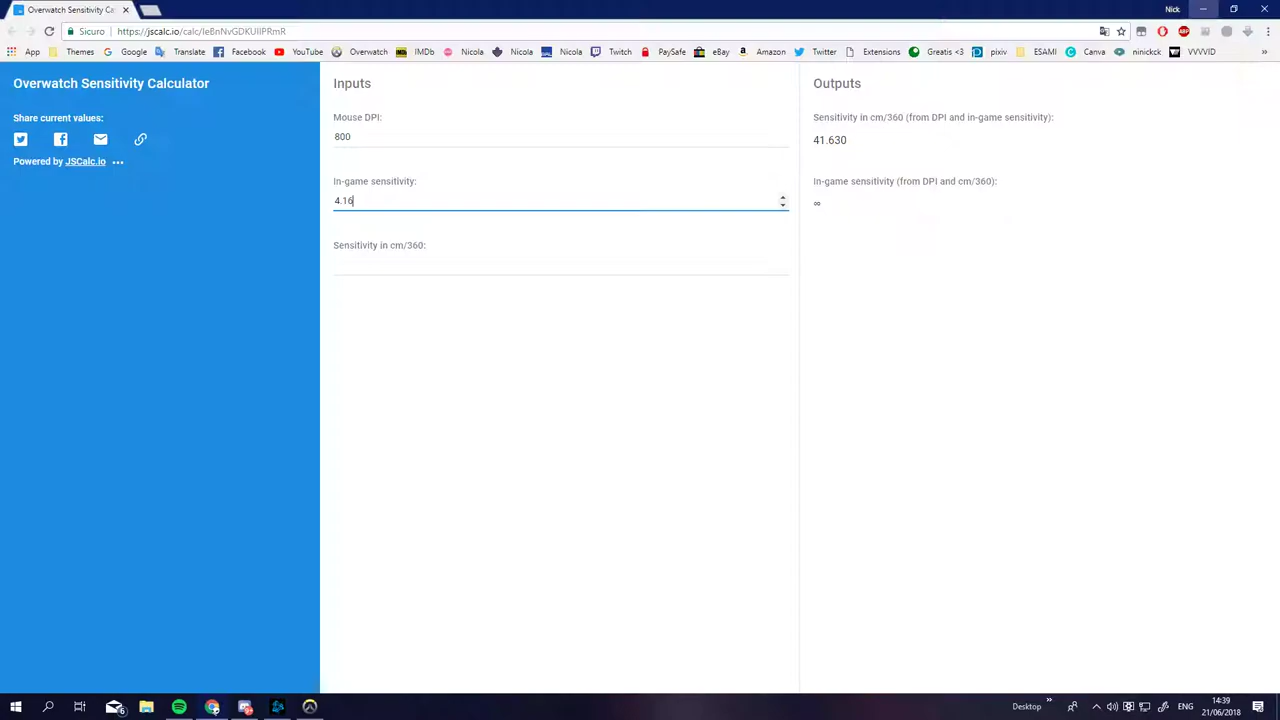 Overwatch Sensitivity Ca
Nick
Sicuro
https://jscalc.io/calc/
App Themes Google Translate Facebook YouTube Overwatch IMDb Nicola Nicola Nicola Twitch PaySafe eBay Amazon Twitter Extensions Greatis <3 pixiv ESAMI Canva ninickck VVVVID »
Overwatch Sensitivity Calculator
Share current values:
Powered by JSCalc.io
Inputs
Mouse DPI:
800
In-game sensitivity:
4.16
Sensitivity in cm/360:
Outputs
Sensitivity in cm/360 (from DPI and in-game sensitivity):
41.630
In-game sensitivity (from DPI and cm/360):
∞
Desktop » ENG
14:39
21/06/2018